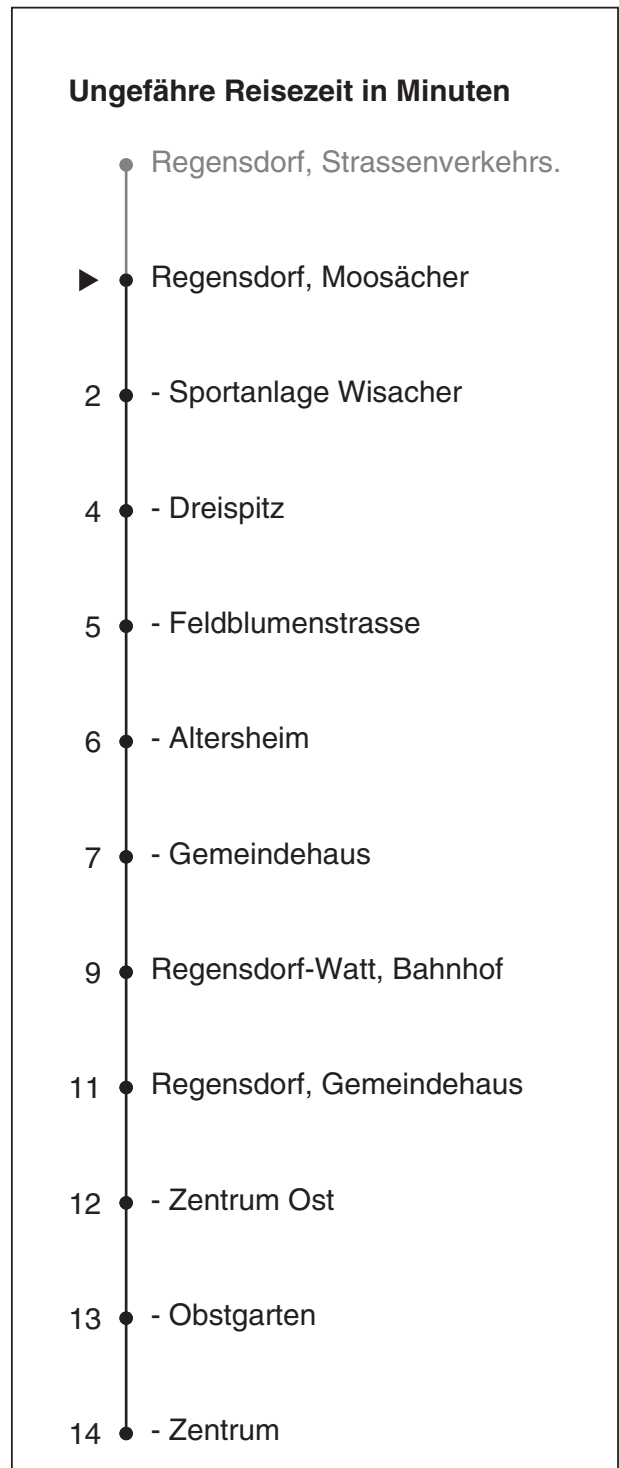 Ungefähre Reisezeit in Minuten
Regensdorf, Strassenverkehrs.
Regensdorf, Moosächer
2 - Sportanlage Wisacher
4 - Dreispitz
5 - Feldblumenstrasse
6 - Altersheim
7 - Gemeindehaus
9 Regensdorf-Watt, Bahnhof
11 Regensdorf, Gemeindehaus
12 - Zentrum Ost
13 - Obstgarten
14 - Zentrum